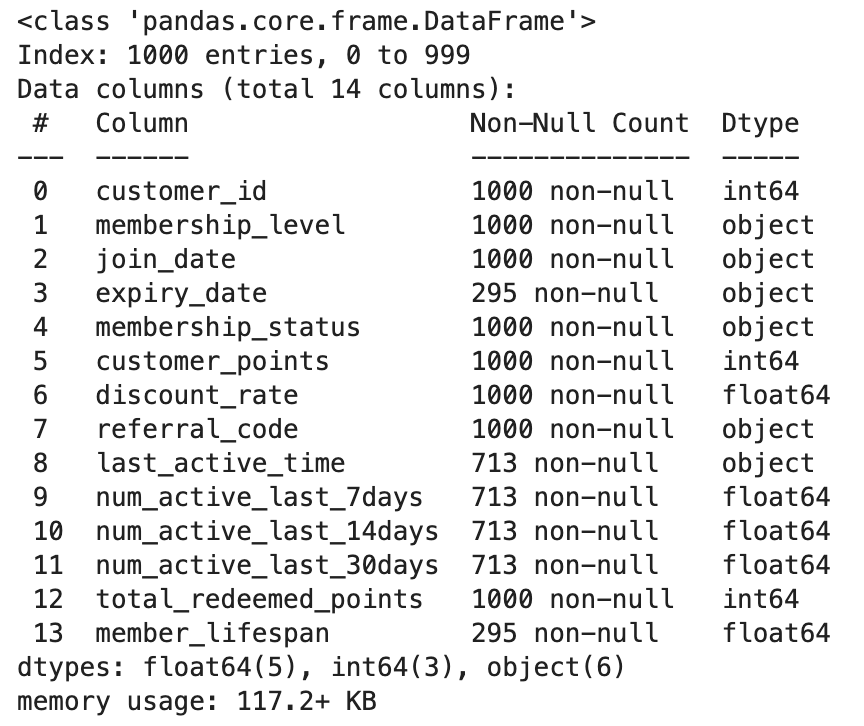 <class 'pandas.core.frame.DataFrame'>
Index: 1000 entries, 0 to 999
Data columns (total 14 columns):
 #   Column                  Non-Null Count  Dtype
---  ------                  --------------  -----
 0   customer_id             1000 non-null   int64
 1   membership_level        1000 non-null   object
 2   join_date               1000 non-null   object
 3   expiry_date             295 non-null    object
 4   membership_status       1000 non-null   object
 5   customer_points         1000 non-null   int64
 6   discount_rate           1000 non-null   float64
 7   referral_code           1000 non-null   object
 8   last_active_time        713 non-null    object
 9   num_active_last_7days   713 non-null    float64
 10  num_active_last_14days  713 non-null    float64
 11  num_active_last_30days  713 non-null    float64
 12  total_redeemed_points   1000 non-null   int64
 13  member_lifespan         295 non-null    float64
dtypes: float64(5), int64(3), object(6)
memory usage: 117.2+ KB